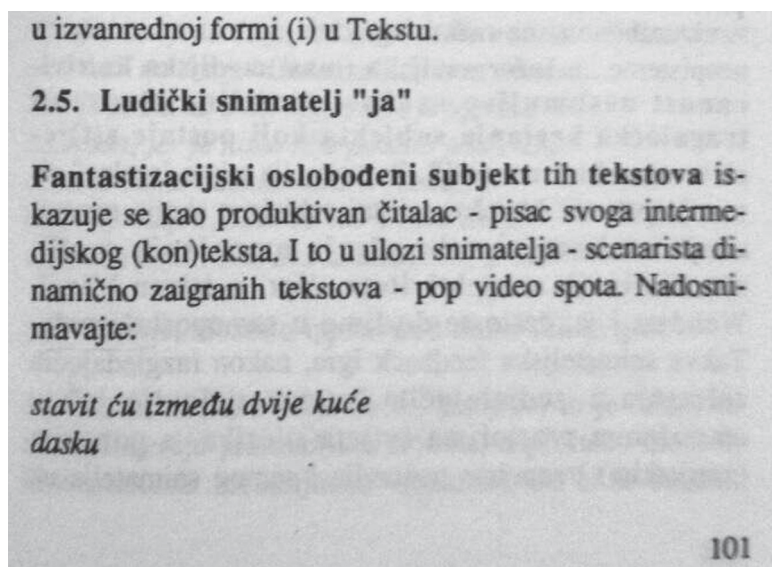 u izvanrednoj formi (i) u Tekstu.
2.5. Ludički snimatelj "ja"
Fantastizacijski oslobođeni subjekt tih tekstova is-
kazuje se kao produktivan čitalac - pisac svoga interme-
dijskog (kon)teksta. I to u ulozi snimatelja - scenarista di-
namično zaigranih tekstova - pop video spota. Nadosni-
mavajte:
stavit ću između dvije kuće
dasku
101